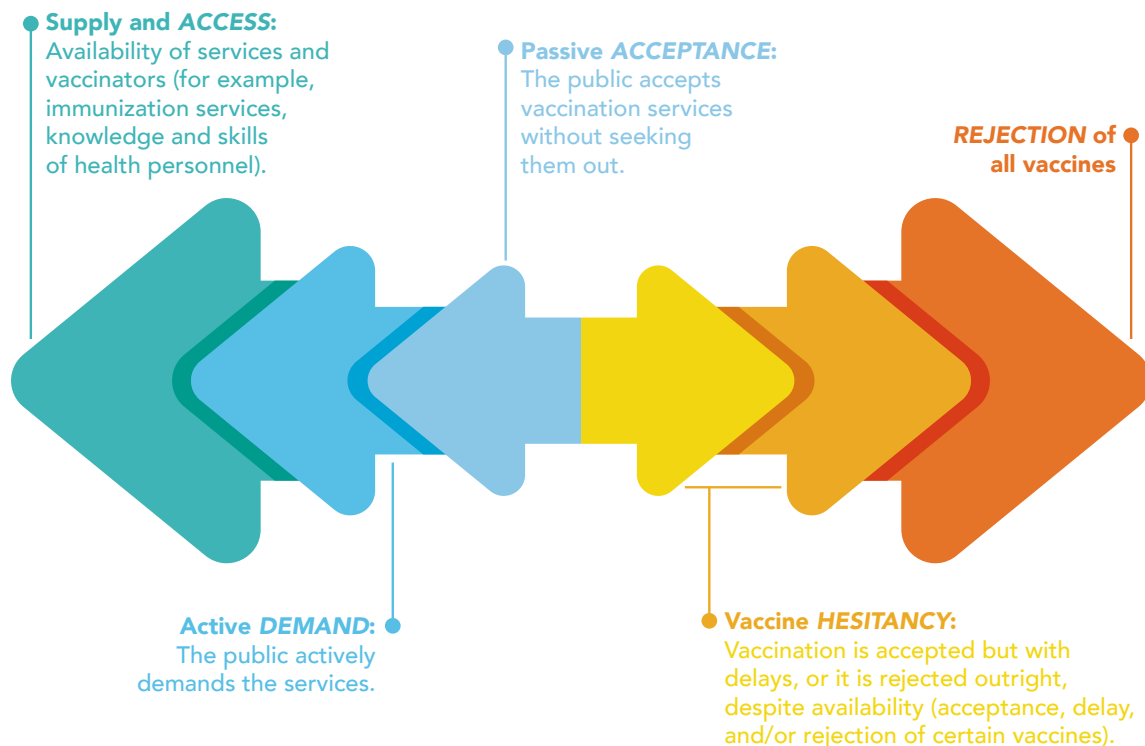 Supply and ACCESS:
Availability of services and
vaccinators (for example,
immunization services,
knowledge and skills
of health personnel).
Passive ACCEPTANCE:
The public accepts
vaccination services
without seeking
them out.
REJECTION of
all vaccines
Active DEMAND:
The public actively
demands the services.
Vaccine HESITANCY:
Vaccination is accepted but with
delays, or it is rejected outright,
despite availability (acceptance, delay,
and/or rejection of certain vaccines).